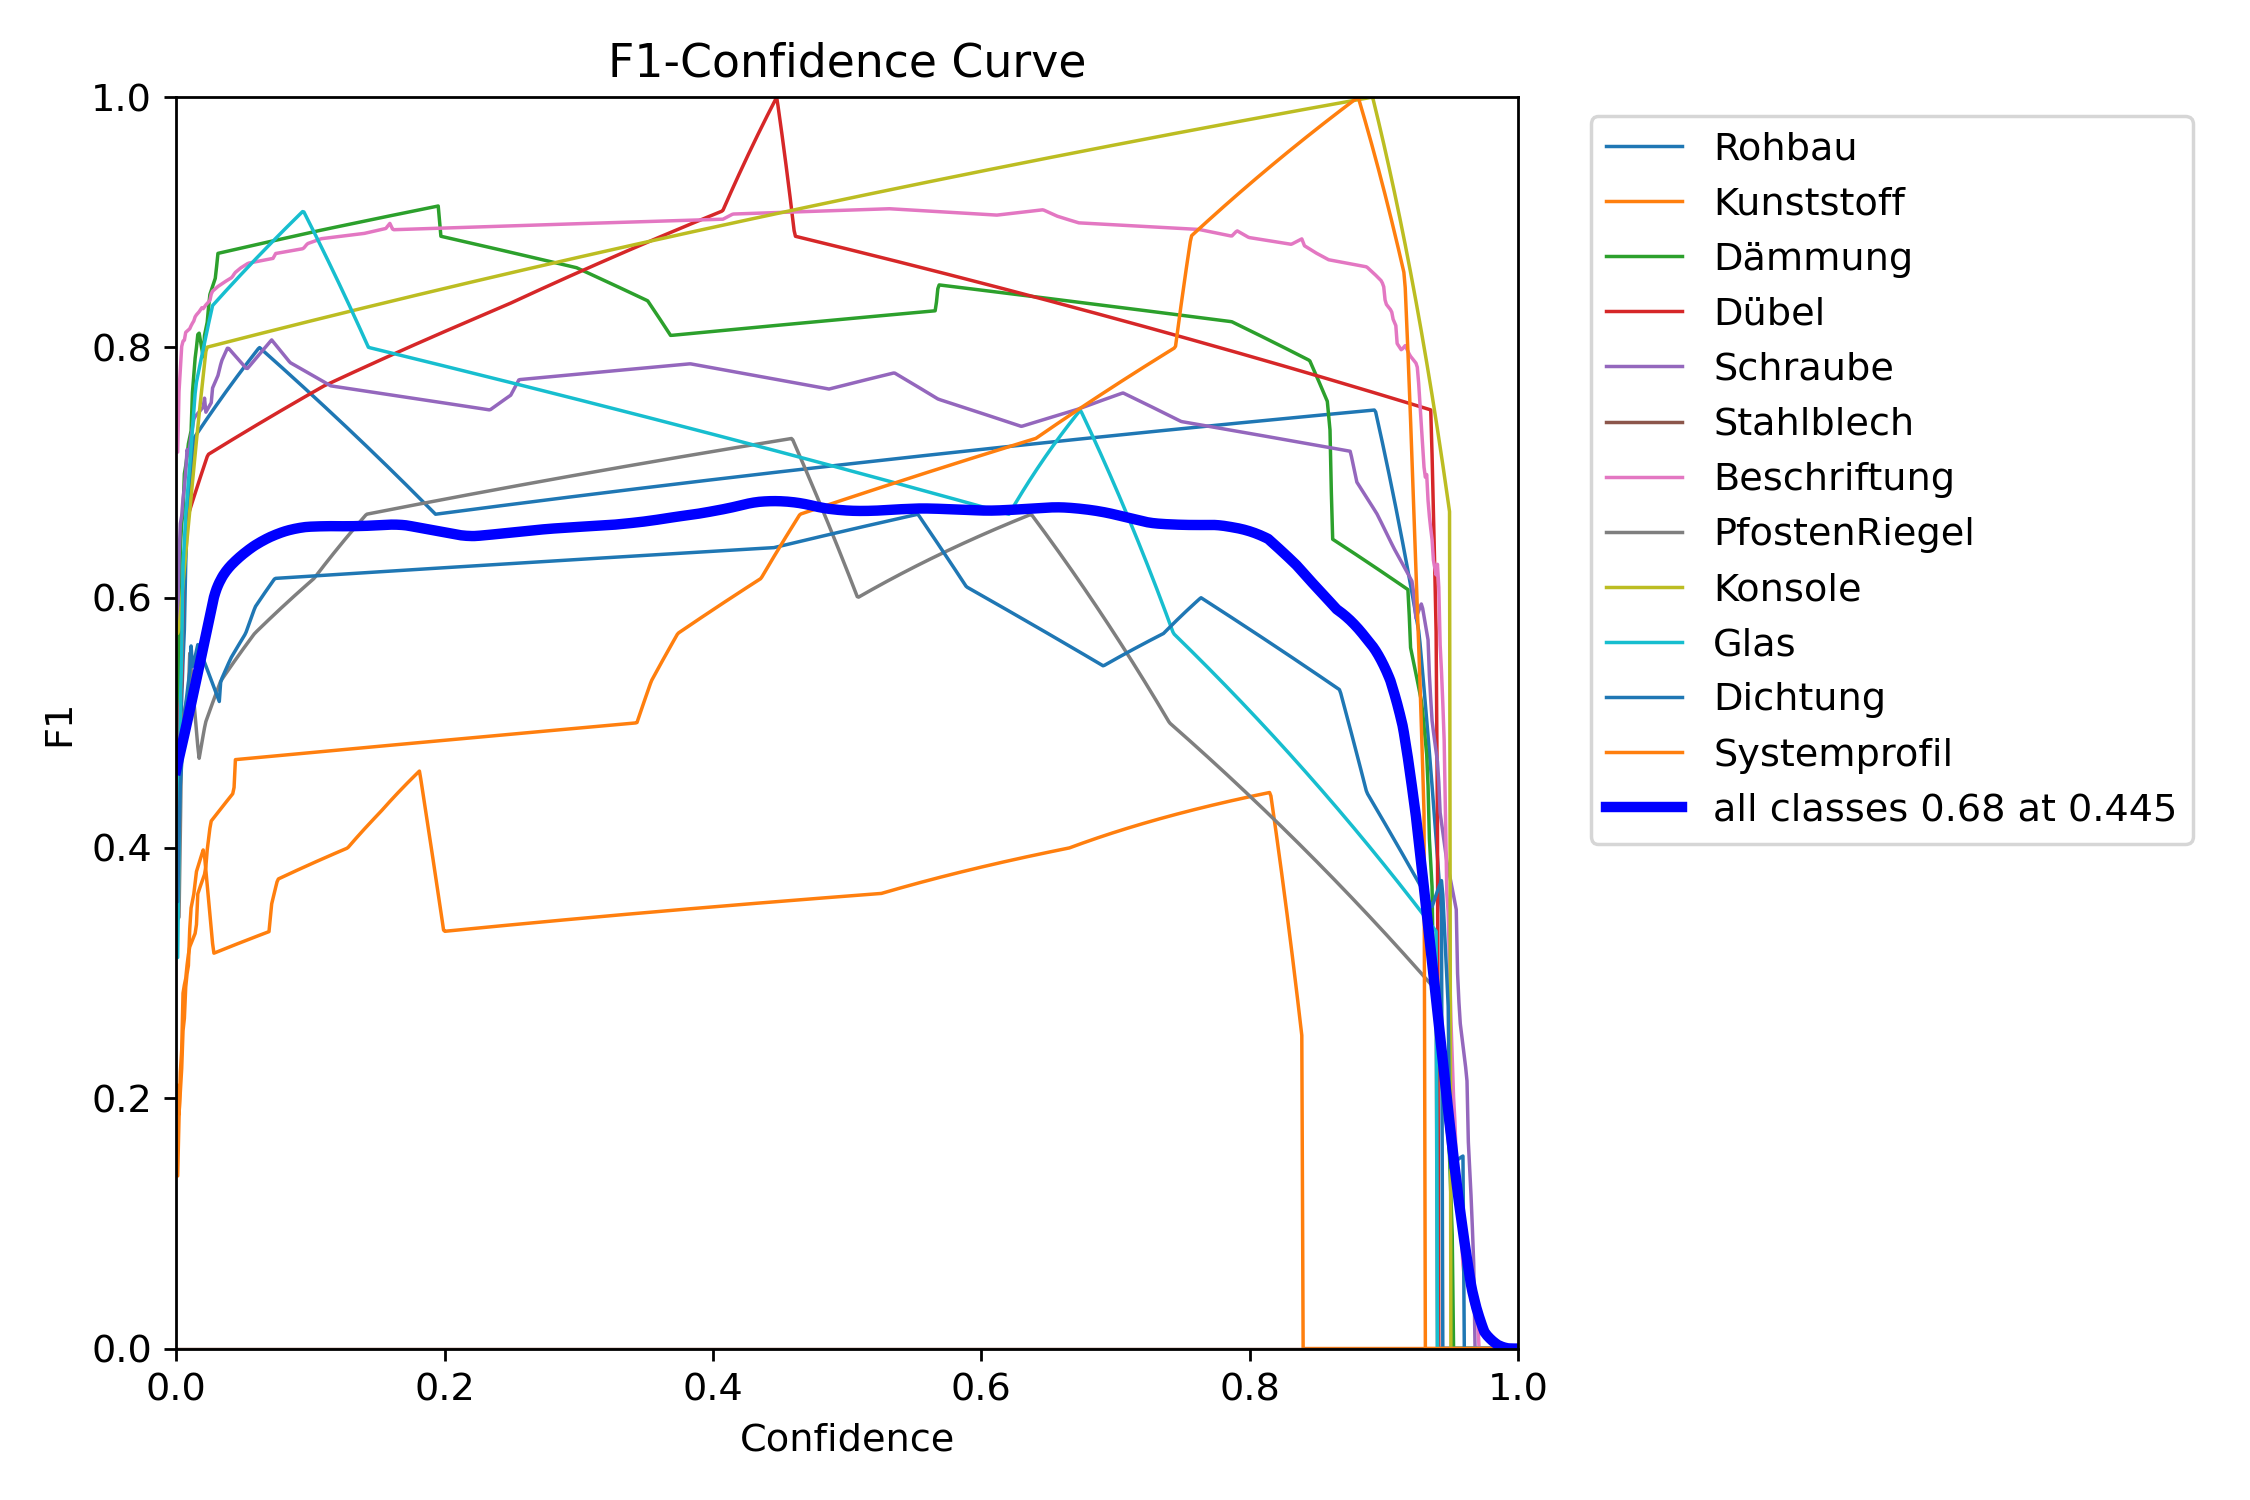 F1-Confidence Curve
1.0
0.8
0.6
0.4
0.2
0.0
F1
0.0 0.2 0.4 0.6 0.8 1.0
Confidence
Rohbau
Kunststoff
Dämmung
Dübel
Schraube
Stahlblech
Beschriftung
PfostenRiegel
Konsole
Glas
Dichtung
Systemprofil
all classes 0.68 at 0.445